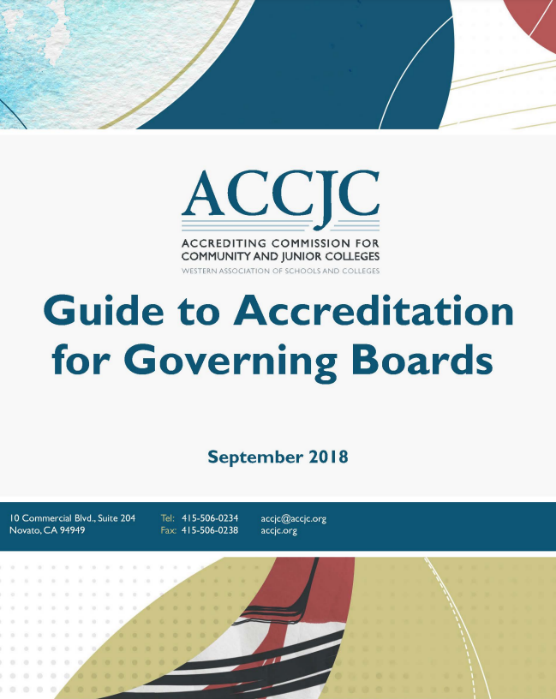 ACCJC
ACCREDITING COMMISSION FOR
COMMUNITY AND JUNIOR COLLEGES
WESTERN ASSOCIATION OF SCHOOLS AND COLLEGES
Guide to Accreditation
for Governing Boards
September 2018
10 Commercial Blvd., Suite 204 Tel: 415-506-0234 accjc@accjc.org
Novato, CA 94949 Fax: 415-506-0238 accjc.org